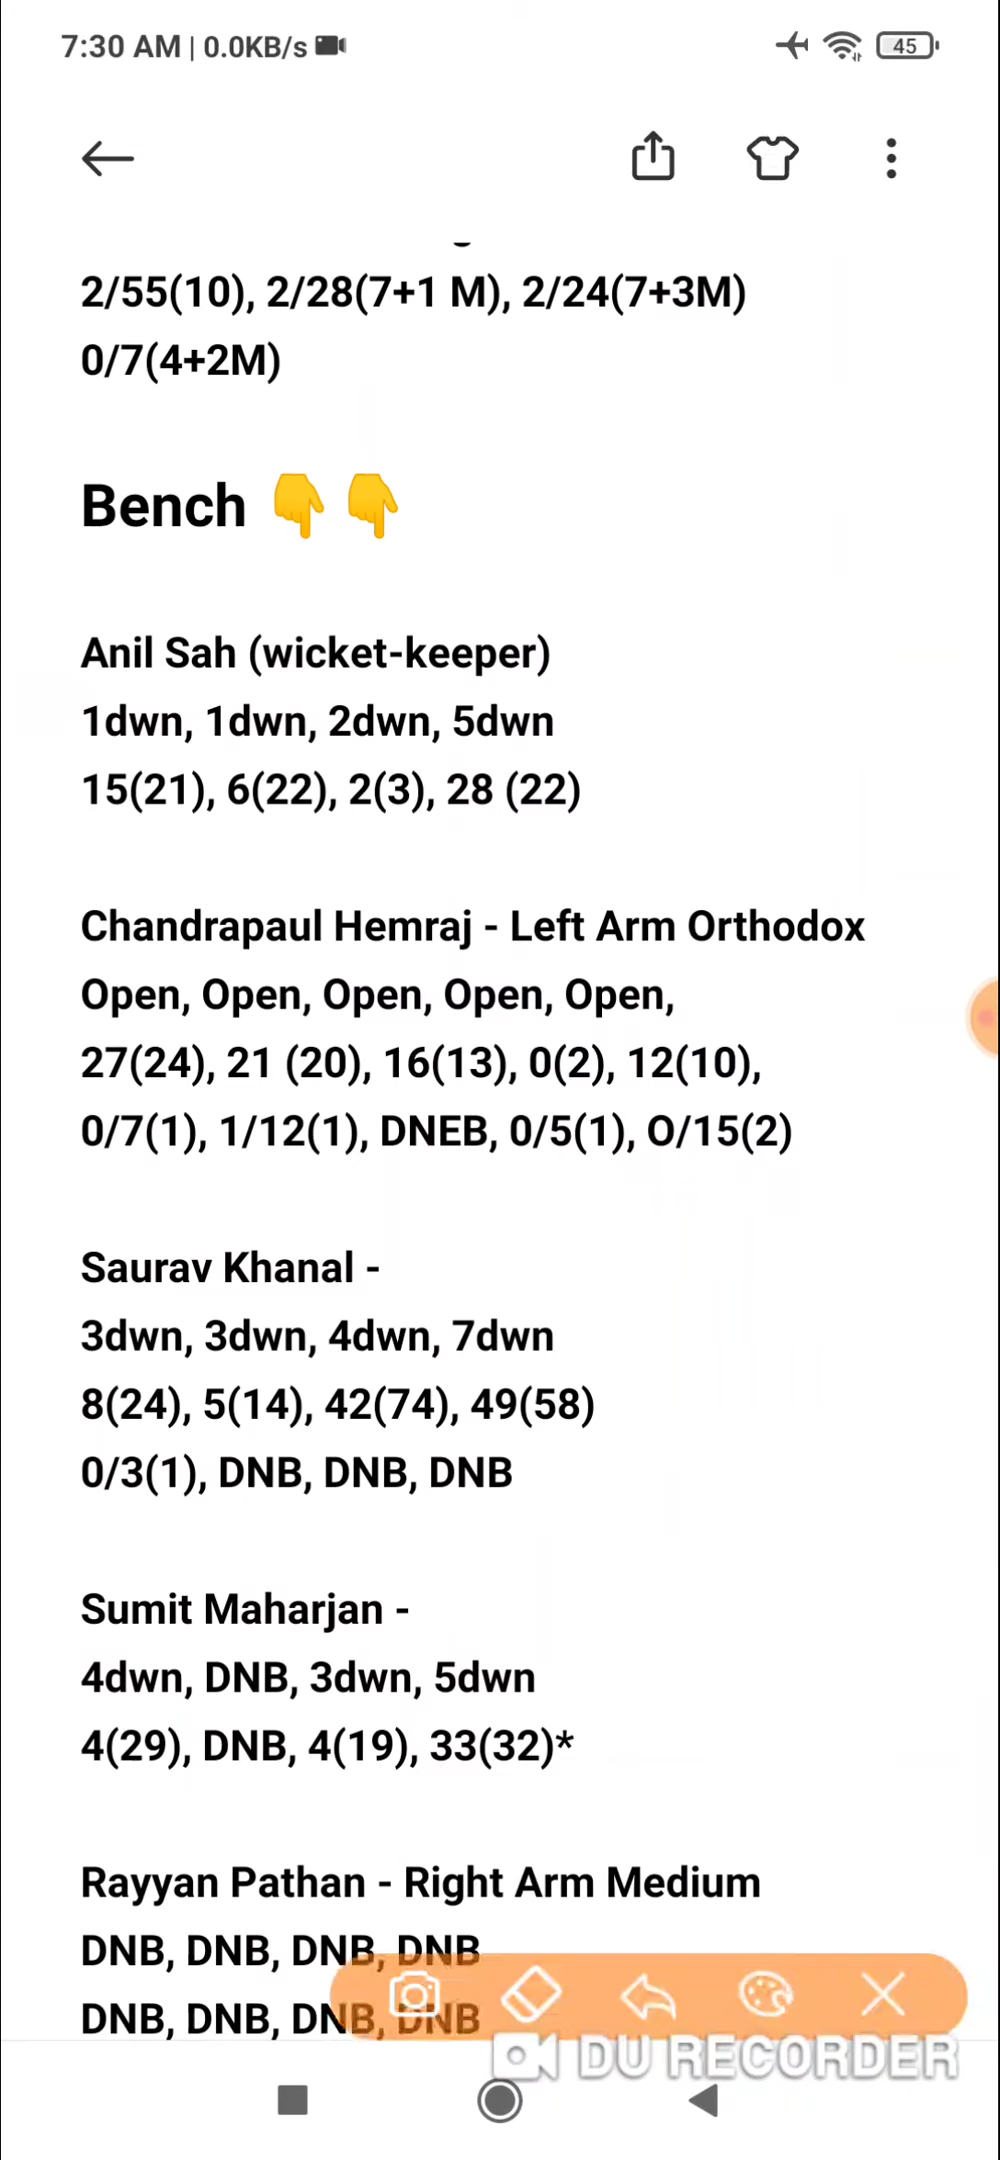 7:30 AM | 0.0KB/s
45
2/55(10), 2/28(7+1 M), 2/24(7+3M)
0/7(4+2M)
Bench 👇👇
Anil Sah (wicket-keeper)
1dwn, 1dwn, 2dwn, 5dwn
15(21), 6(22), 2(3), 28 (22)
Chandrapaul Hemraj - Left Arm Orthodox
Open, Open, Open, Open, Open,
27(24), 21 (20), 16(13), 0(2), 12(10),
0/7(1), 1/12(1), DNEB, 0/5(1), O/15(2)
Saurav Khanal -
3dwn, 3dwn, 4dwn, 7dwn
8(24), 5(14), 42(74), 49(58)
0/3(1), DNB, DNB, DNB
Sumit Maharjan -
4dwn, DNB, 3dwn, 5dwn
4(29), DNB, 4(19), 33(32)*
Rayyan Pathan - Right Arm Medium
DNB, DNB, DNB, DNB
DNB, DNB, DNB, DNB
DU RECORDER